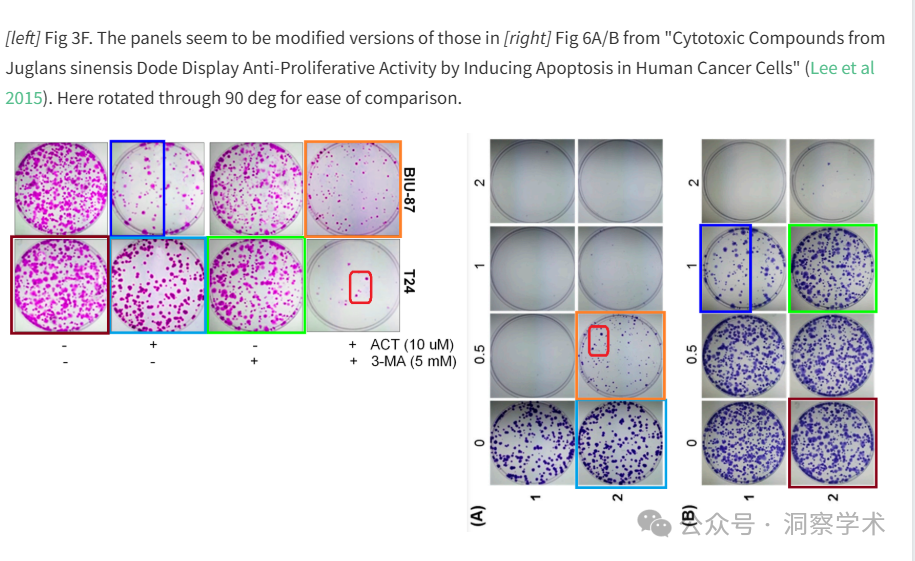 [left] Fig 3F. The panels seem to be modified versions of those in [right] Fig 6A/B from "Cytotoxic Compounds from
Juglans sinensis Dode Display Anti-Proliferative Activity by Inducing Apoptosis in Human Cancer Cells" (Lee et al
2015). Here rotated through 90 deg for ease of comparison.
BIU-87
T24
- + - + ACT (10 uM)
- - + + 3-MA (5 mM)
2
1
0.5
0
1 2
(A)
2
1
0.5
0
1 2
(B)
公众号 · 洞察学术